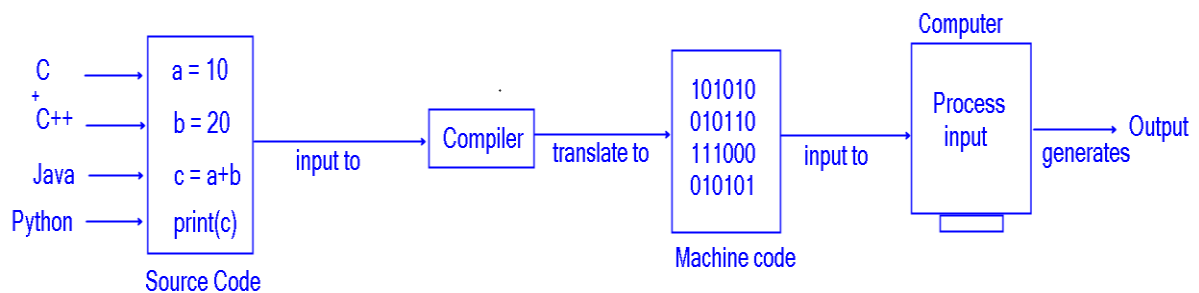 C
+
C++
Java
Python
a = 10
b = 20
c = a+b
print(c)
Source Code
input to
Compiler
translate to
101010
010110
111000
010101
Machine code
input to
Computer
Process
input
generates
Output